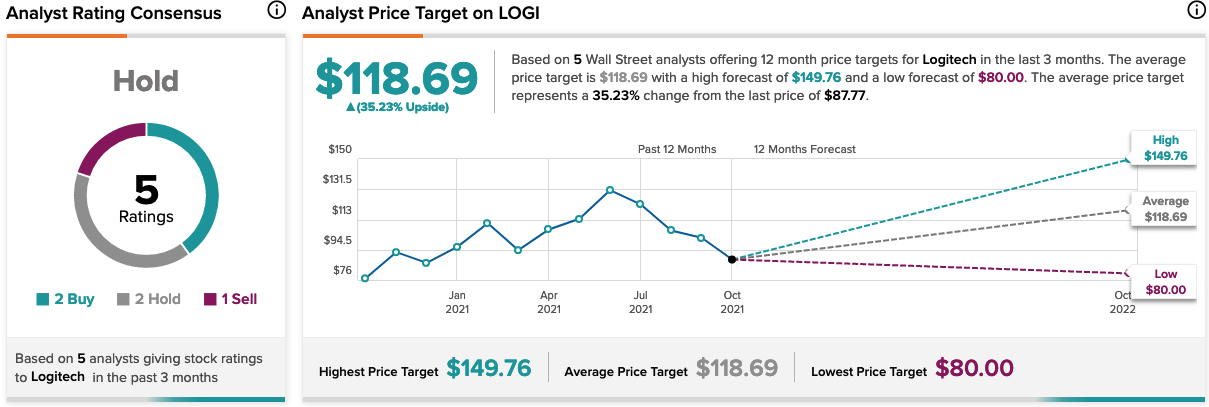 Analyst Rating Consensus
Hold
5
Ratings
2 Buy 2 Hold 1 Sell
Based on 5 analysts giving stock ratings
to Logitech in the past 3 months
Analyst Price Target on LOGI
$118.69
▲(35.23% Upside)
Based on 5 Wall Street analysts offering 12 month price targets for Logitech in the last 3 months. The average
price target is $118.69 with a high forecast of $149.76 and a low forecast of $80.00. The average price target
represents a 35.23% change from the last price of $87.77.
Past 12 Months 12 Months Forecast
$150
$131.5
$113
$94.5
$76
High
$149.76
Average
$118.69
Low
$80.00
Jan Apr Jul Oct Oct
2021 2021 2021 2021 2022
Highest Price Target $149.76 Average Price Target $118.69 Lowest Price Target $80.00